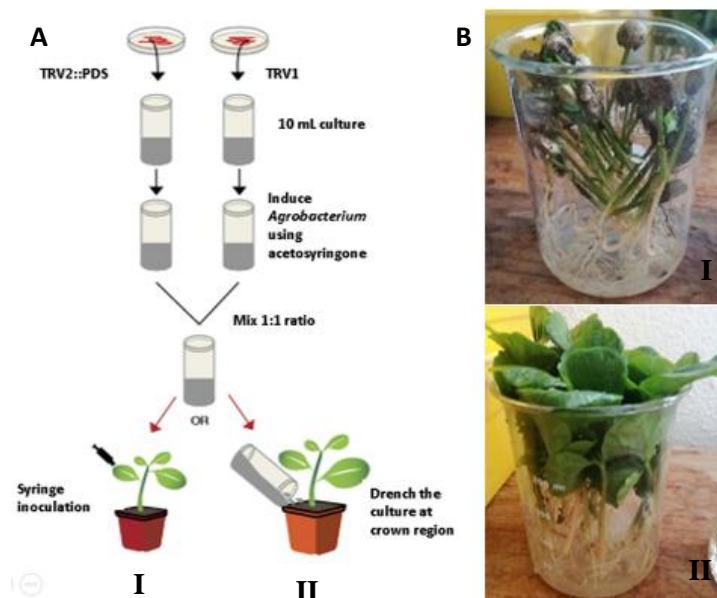 A
B
TRV2::PDS
TRV1
10 mL culture
Induce
Agrobacterium
using
acetosyringone
Mix 1:1 ratio
OR
Syringe
inoculation
Drench the
culture at
crown region
I
II
I
II